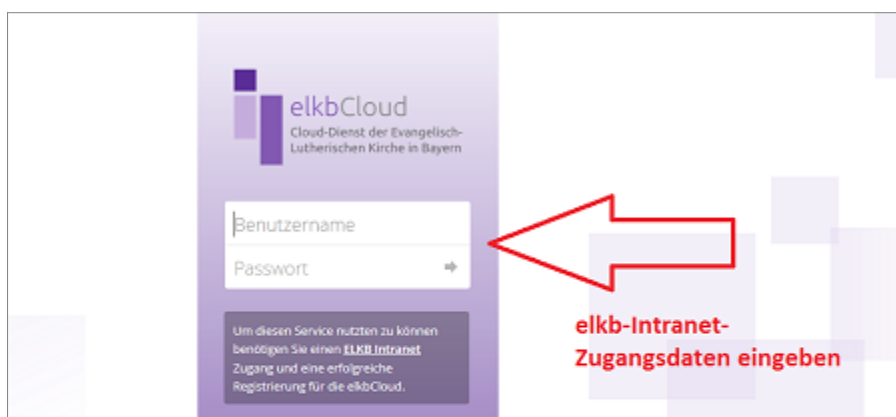 elkbCloud
Cloud-Dienst der Evangelisch-
Lutherischen Kirche in Bayern
Benutzername
Passwort
Um diesen Service nutzten zu können
benötigen Sie einen ELKB Intranet
Zugang und eine erfolgreiche
Registrierung für die elkbCloud.
elkb-Intranet-
Zugangsdaten eingeben